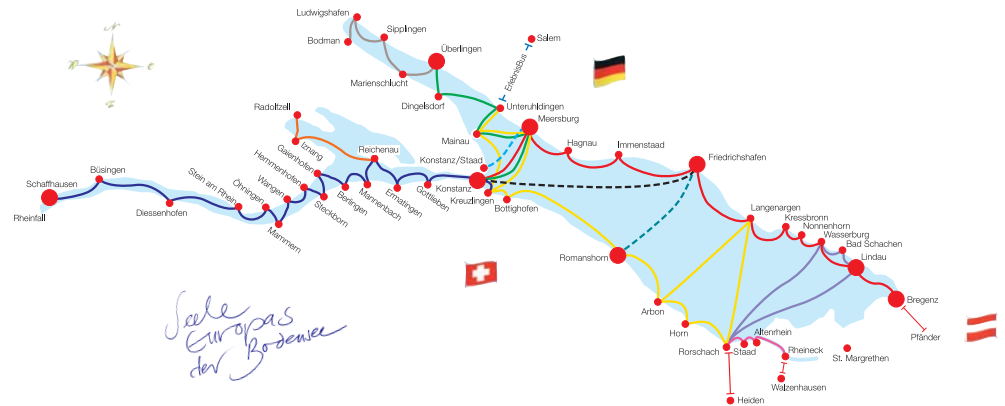 N
O
S
Ludwigshafen
Sipplingen
Bodman
Überlingen
Salem
ErlebnisBus
Marienschlucht
Dingelsdorf
Unteruhldingen
Meersburg
Radolfzell
Mainau
Hagnau
Immenstaad
Iznang
Gaienhofen
Reichenau
Konstanz/Staad
Friedrichshafen
Hemmenhofen
Büsingen
Stein am Rhein
Öhningen
Wangen
Konstanz
Schaffhausen
Rheinfall
Diessenhofen
Mammern
Steckborn
Berlingen
Mannenbach
Ermatingen
Gottlieben
Kreuzlingen
Bottighofen
Langenargen
Kressbronn
Nonnenhorn
Wasserburg
Bad Schachen
Lindau
Romanshorn
Bregenz
Arbon
Horn
Rorschach
Staad
Altenrhein
Rheineck
St. Margrethen
Pfänder
Walzenhausen
Heiden
Seele
Europas
der Bodensee